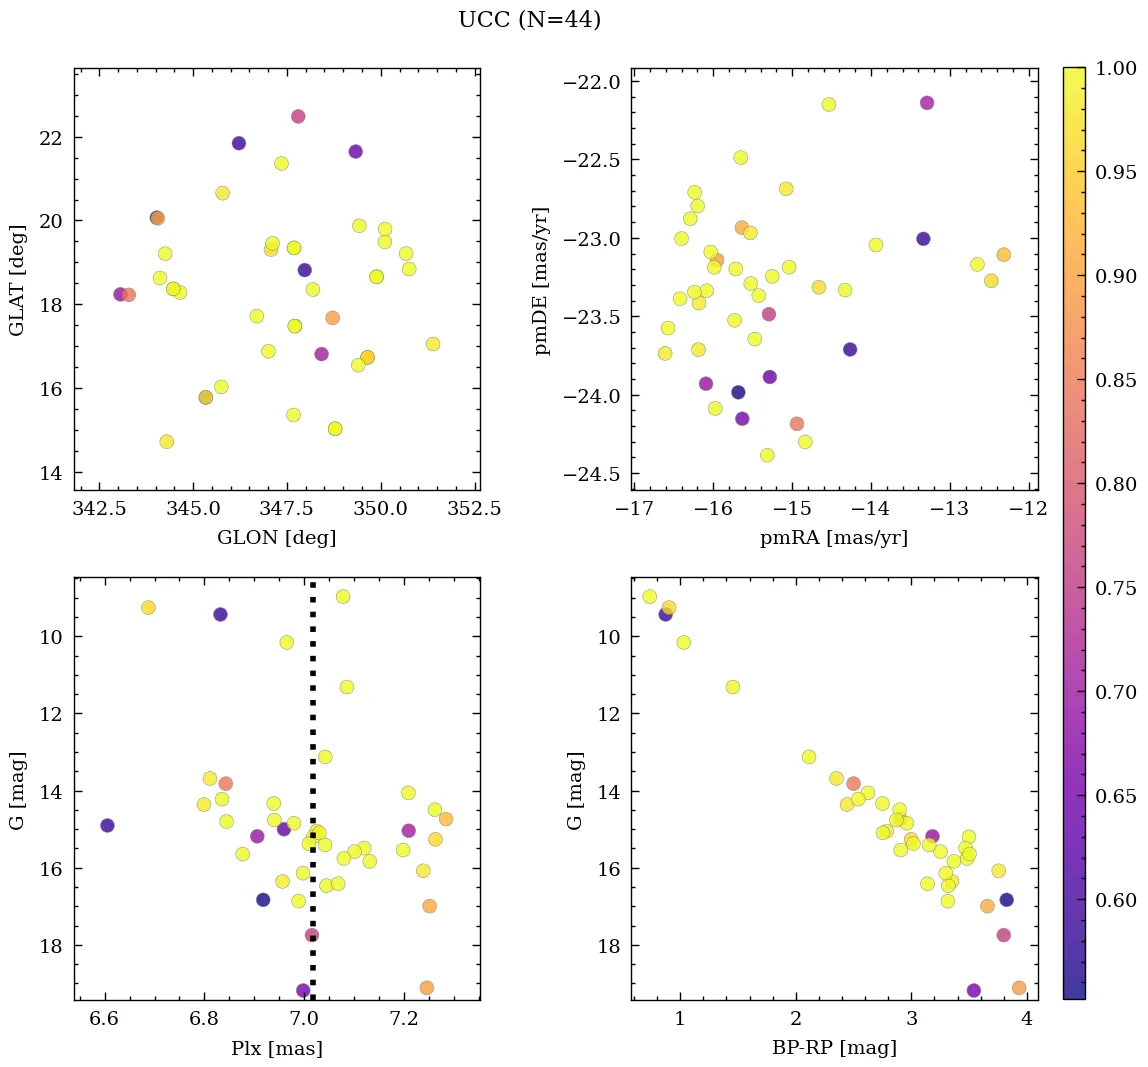 UCC (N=44)
22
20
18
16
14
GLAT [deg]
342.5 345.0 347.5 350.0 352.5
GLON [deg]
−22.0
−22.5
−23.0
−23.5
−24.0
−24.5
pmDE [mas/yr]
−17 −16 −15 −14 −13 −12
pmRA [mas/yr]
10
12
14
16
18
G [mag]
6.6 6.8 7.0 7.2
Plx [mas]
10
12
14
16
18
G [mag]
1 2 3 4
BP-RP [mag]
1.00
0.95
0.90
0.85
0.80
0.75
0.70
0.65
0.60